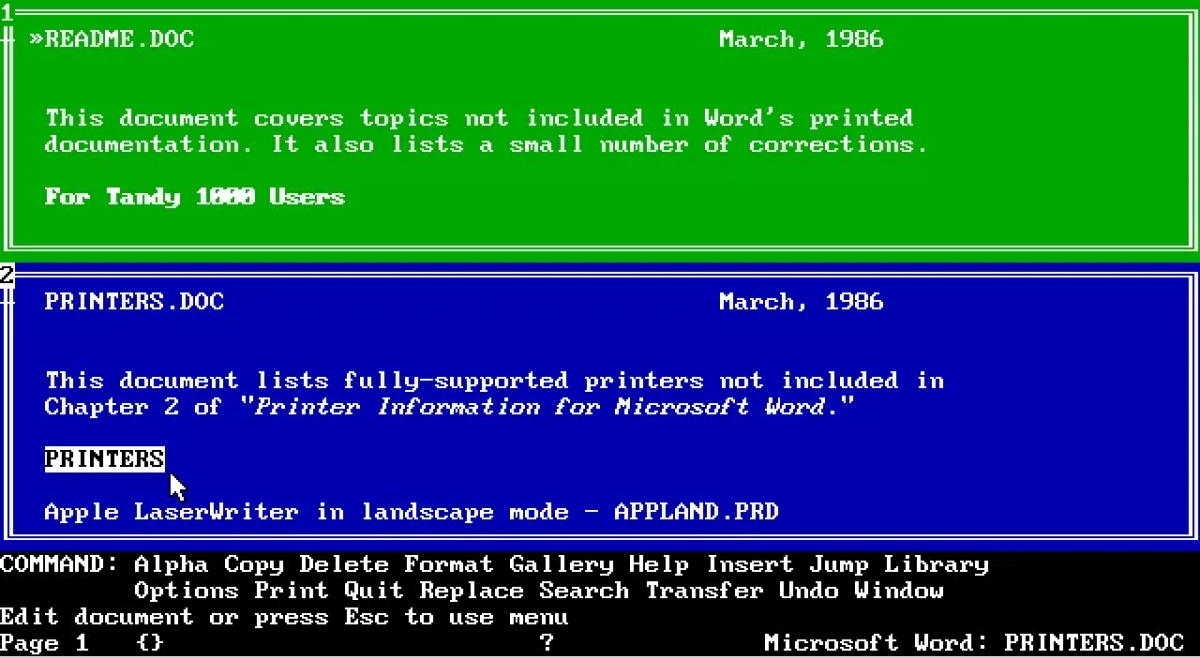 1
»README.DOC March, 1986
This document covers topics not included in Word's printed
documentation. It also lists a small number of corrections.
For Tandy 1000 Users
2
PRINTERS.DOC March, 1986
This document lists fully-supported printers not included in
Chapter 2 of "Printer Information for Microsoft Word."
PRINTERS
Apple LaserWriter in landscape mode - APPLAND.PRD
COMMAND: Alpha Copy Delete Format Gallery Help Insert Jump Library
Options Print Quit Replace Search Transfer Undo Window
Edit document or press Esc to use menu
Page 1 {} ? Microsoft Word: PRINTERS.DOC